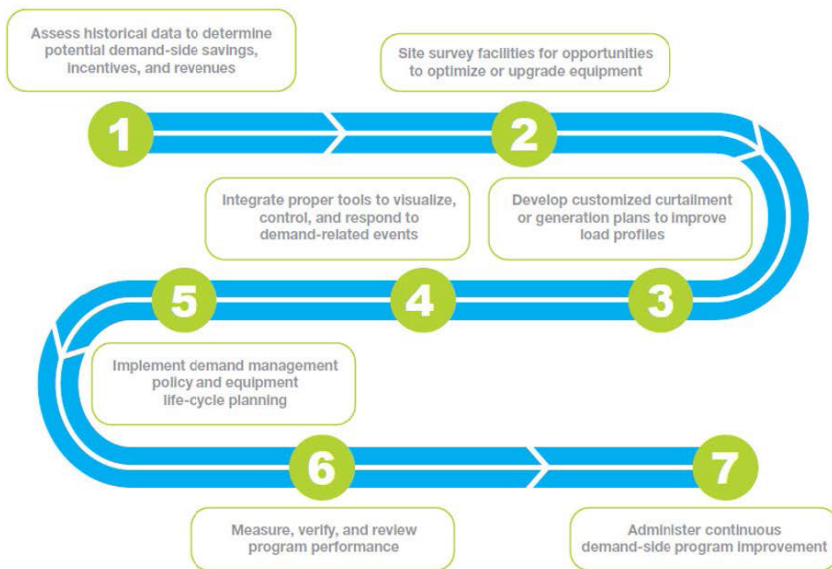 Assess historical data to determine
potential demand-side savings,
incentives, and revenues
1
Site survey facilities for opportunities
to optimize or upgrade equipment
2
Develop customized curtailment
or generation plans to improve
load profiles
3
Integrate proper tools to visualize,
control, and respond to
demand-related events
4
5
Implement demand management
policy and equipment
life-cycle planning
6
Measure, verify, and review
program performance
7
Administer continuous
demand-side program improvement